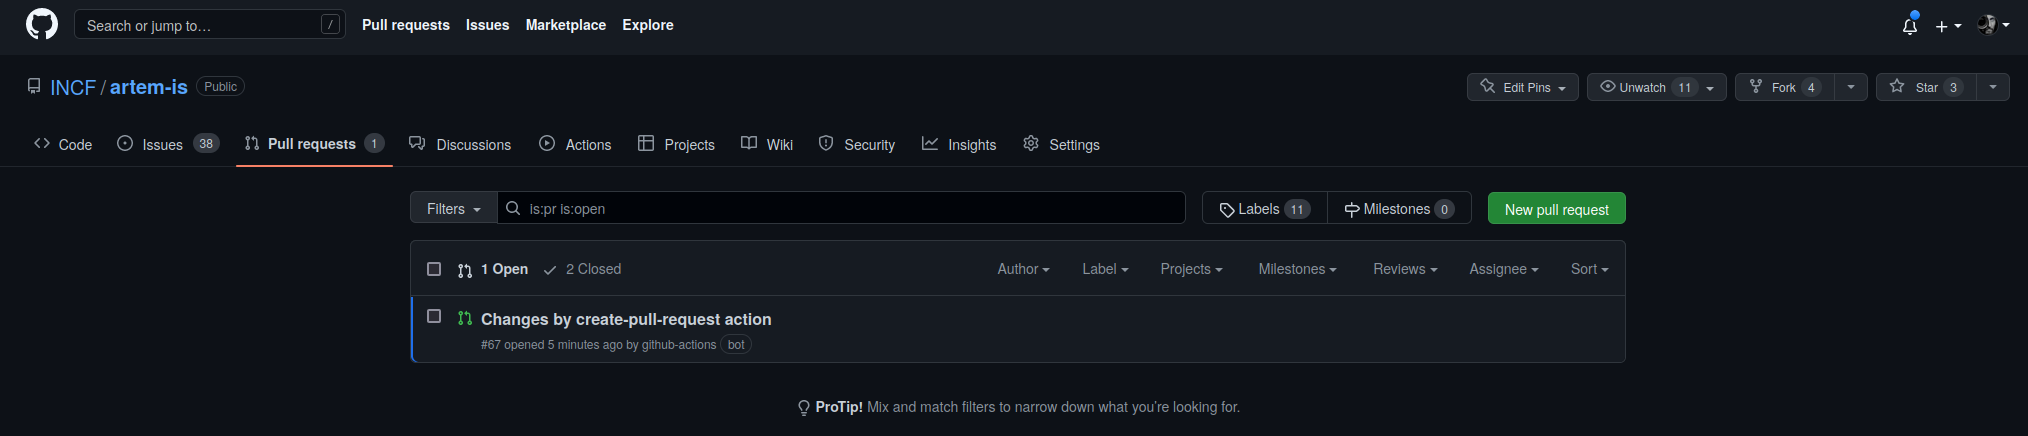 Search or jump to… / Pull requests Issues Marketplace Explore
INCF / artem-is Public Edit Pins Unwatch 11 Fork 4 Star 3
Code Issues 38 Pull requests 1 Discussions Actions Projects Wiki Security Insights Settings
Filters is:pr is:open Labels 11 Milestones 0 New pull request
1 Open 2 Closed Author Label Projects Milestones Reviews Assignee Sort
Changes by create-pull-request action
#67 opened 5 minutes ago by github-actions bot
ProTip! Mix and match filters to narrow down what you’re looking for.